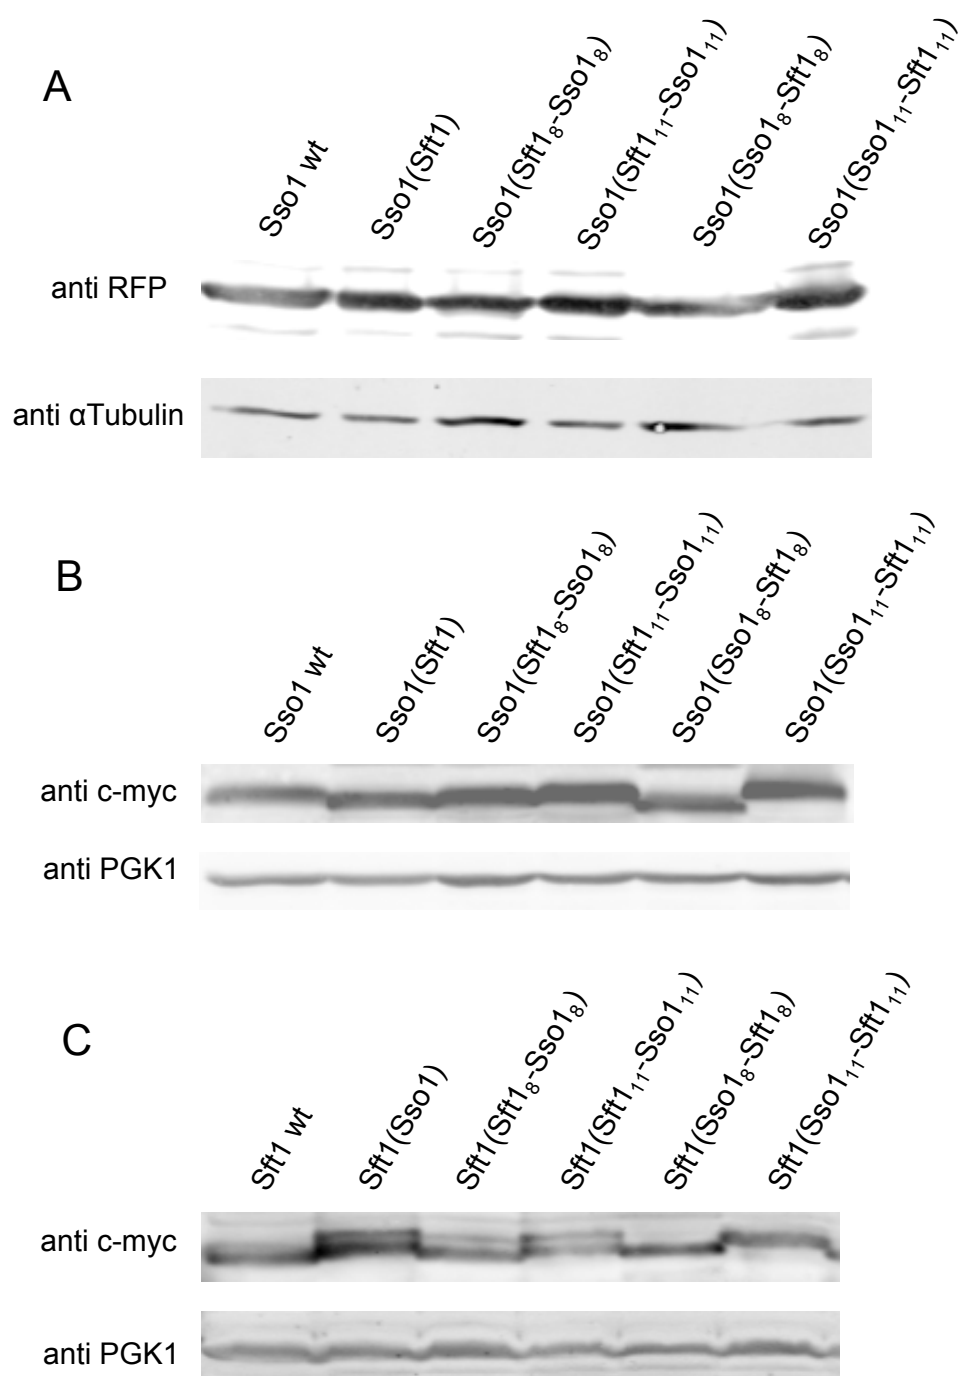 A
Sso1 wt
Sso1(Sft1)
Sso1(Sft1₈-Sso1₈)
Sso1(Sft1₁₁-Sso1₁₁)
Sso1(Sso1₈-Sft1₈)
Sso1(Sso1₁₁-Sft1₁₁)
anti RFP
anti αTubulin
B
Sso1 wt
Sso1(Sft1)
Sso1(Sft1₈-Sso1₈)
Sso1(Sft1₁₁-Sso1₁₁)
Sso1(Sso1₈-Sft1₈)
Sso1(Sso1₁₁-Sft1₁₁)
anti c-myc
anti PGK1
C
Sft1 wt
Sft1(Sso1)
Sft1(Sft1₈-Sso1₈)
Sft1(Sft1₁₁-Sso1₁₁)
Sft1(Sso1₈-Sft1₈)
Sft1(Sso1₁₁-Sft1₁₁)
anti c-myc
anti PGK1